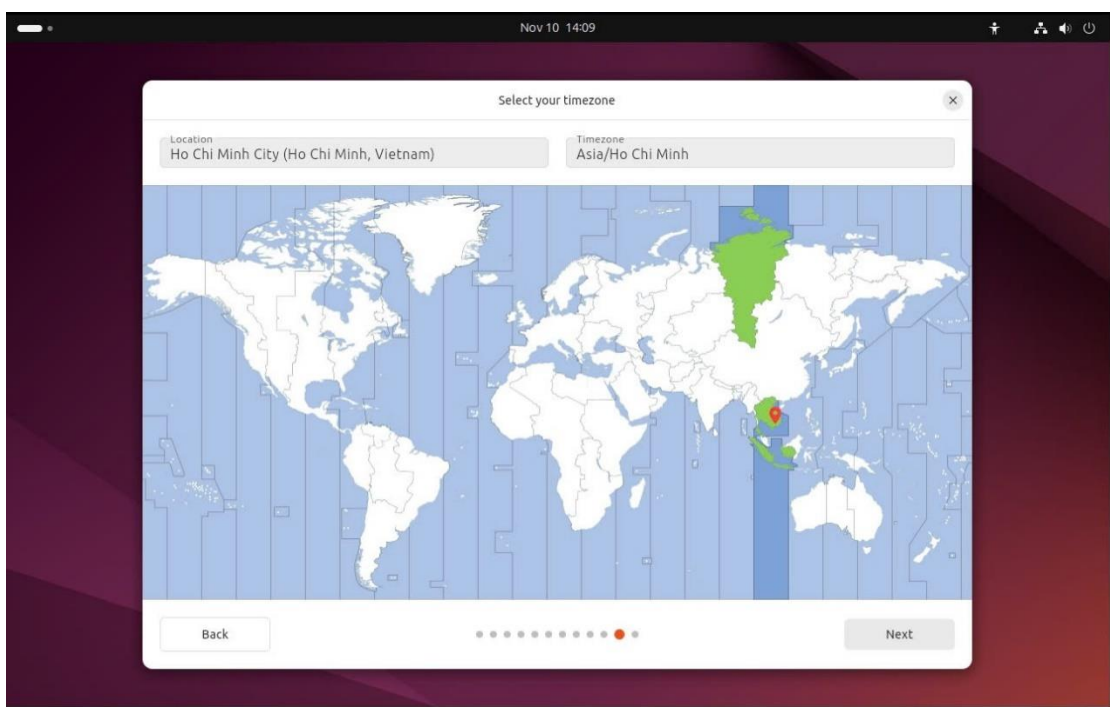 Nov 10 14:09
Select your timezone
Location
Ho Chi Minh City (Ho Chi Minh, Vietnam)
Timezone
Asia/Ho Chi Minh
Back
Next